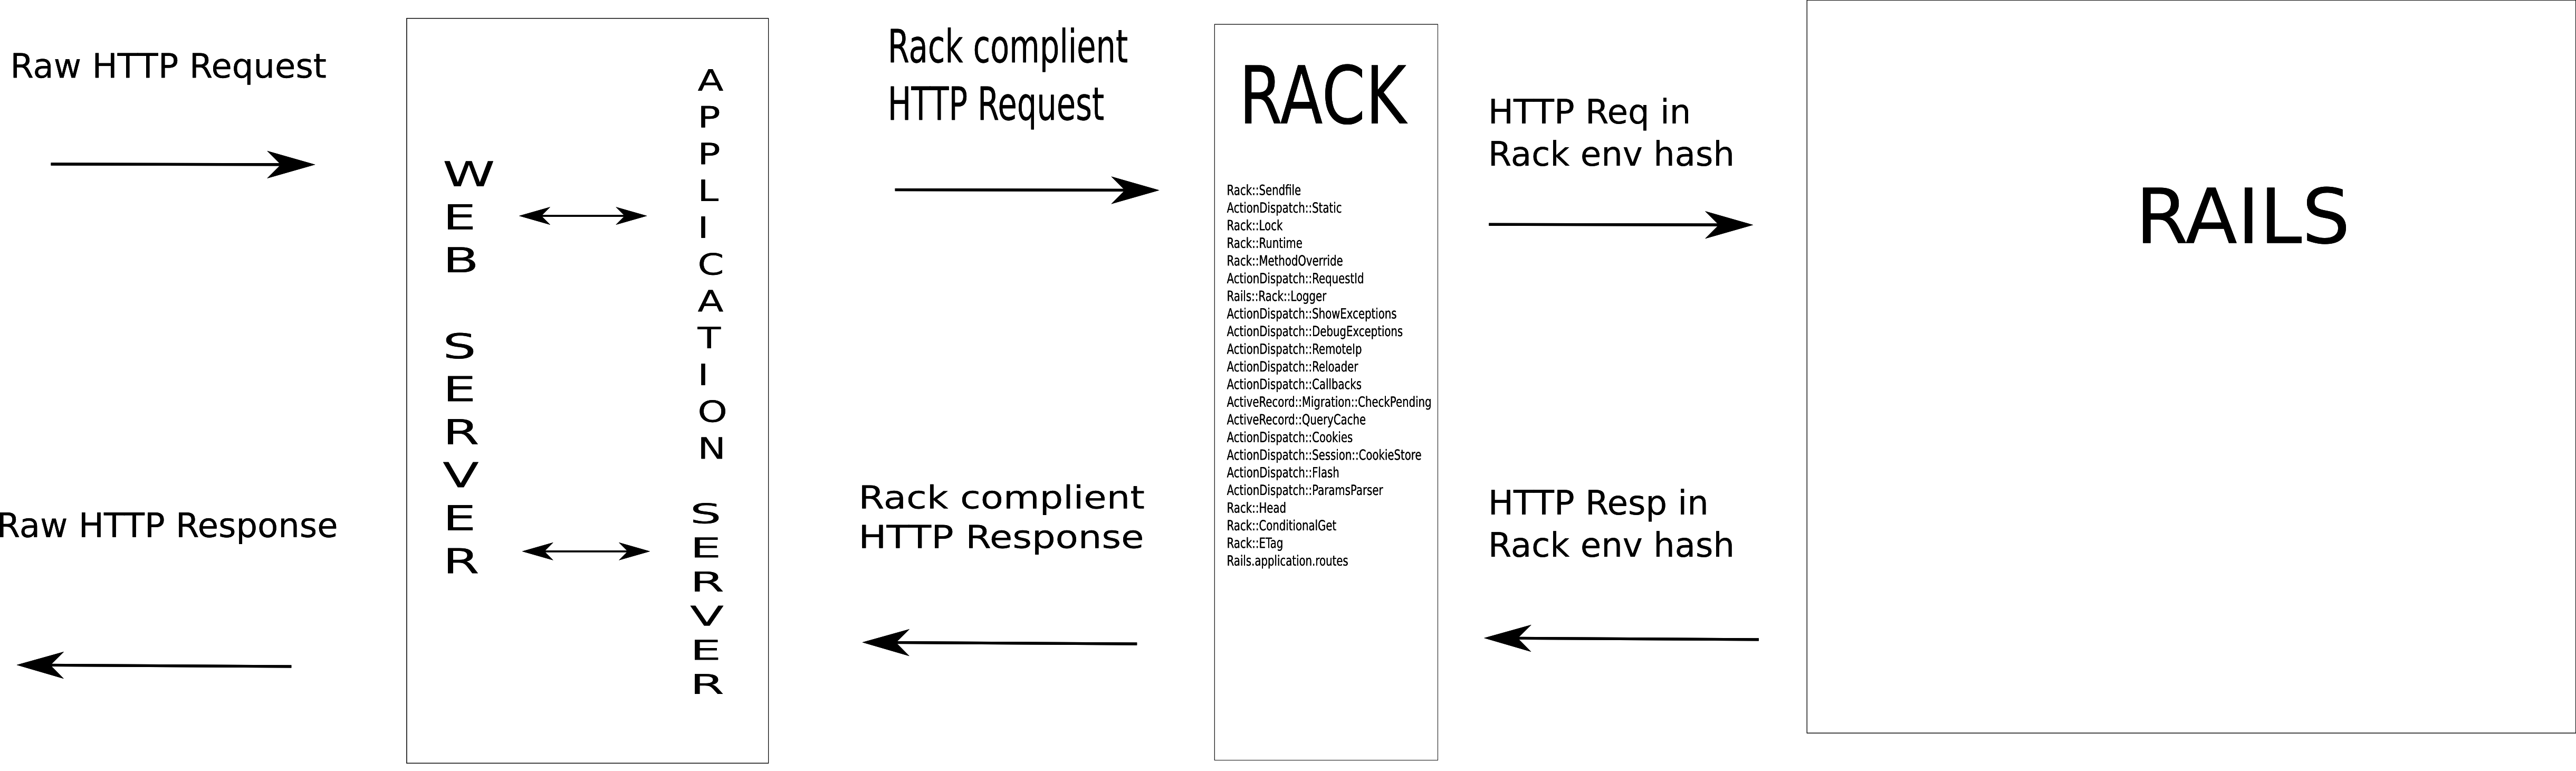 Raw HTTP Request
Raw HTTP Response
WEB SERVER
APPLICATION SERVER
Rack complient
HTTP Request
Rack complient
HTTP Response
RACK
Rack::Sendfile
ActionDispatch::Static
Rack::Lock
Rack::Runtime
Rack::MethodOverride
ActionDispatch::RequestId
Rails::Rack::Logger
ActionDispatch::ShowExceptions
ActionDispatch::DebugExceptions
ActionDispatch::RemoteIp
ActionDispatch::Reloader
ActionDispatch::Callbacks
ActiveRecord::Migration::CheckPending
ActiveRecord::QueryCache
ActionDispatch::Cookies
ActionDispatch::Session::CookieStore
ActionDispatch::Flash
ActionDispatch::ParamsParser
Rack::Head
Rack::ConditionalGet
Rack::ETag
Rails.application.routes
HTTP Req in
Rack env hash
HTTP Resp in
Rack env hash
RAILS